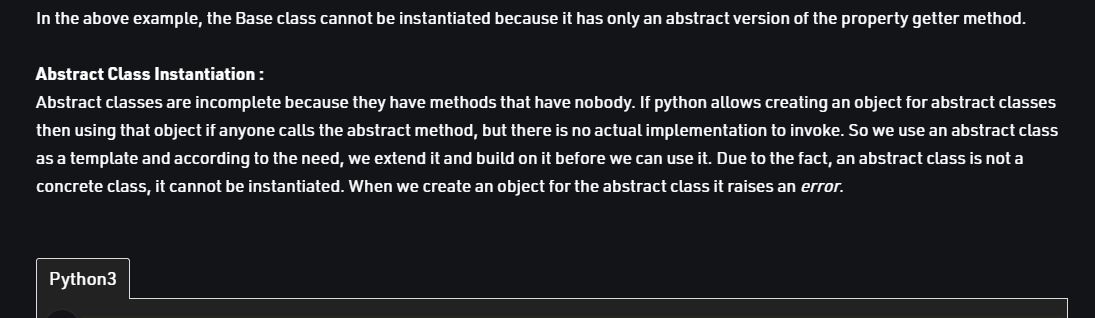 In the above example, the Base class cannot be instantiated because it has only an abstract version of the property getter method.
Abstract Class Instantiation :
Abstract classes are incomplete because they have methods that have nobody. If python allows creating an object for abstract classes
then using that object if anyone calls the abstract method, but there is no actual implementation to invoke. So we use an abstract class
as a template and according to the need, we extend it and build on it before we can use it. Due to the fact, an abstract class is not a
concrete class, it cannot be instantiated. When we create an object for the abstract class it raises an error.
Python3